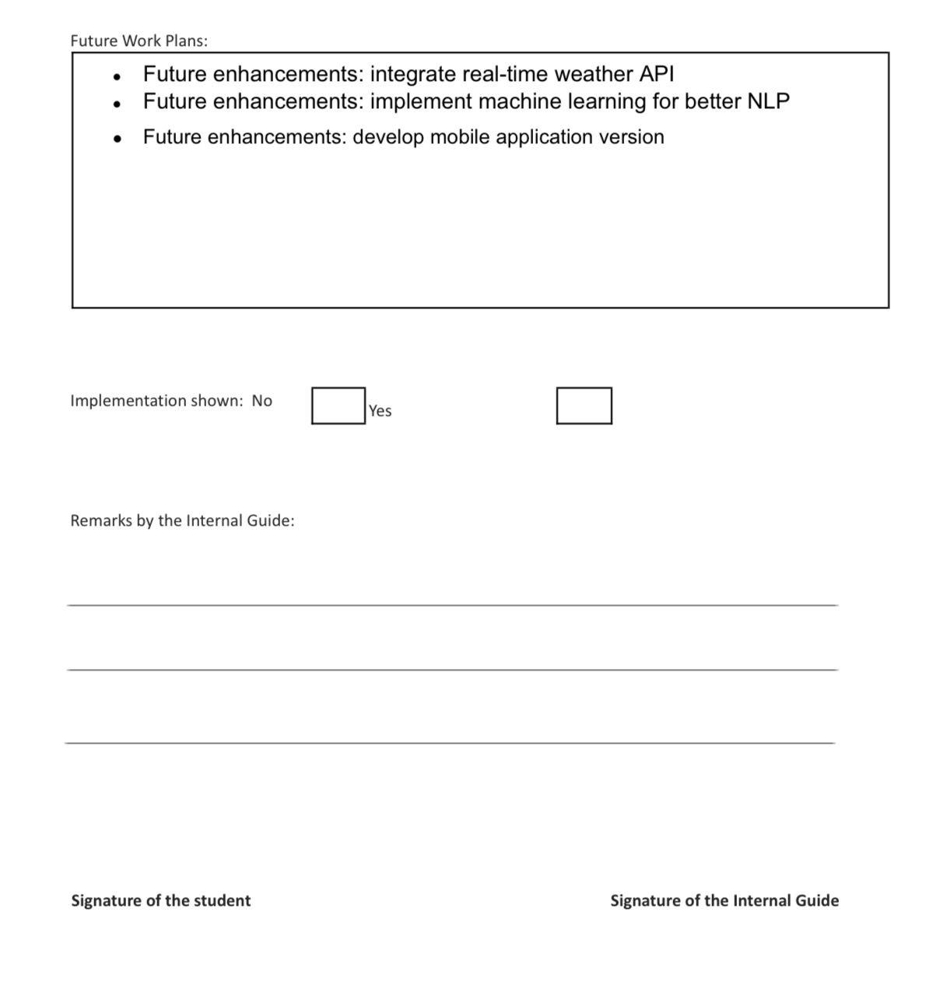 Future Work Plans:
• Future enhancements: integrate real-time weather API
• Future enhancements: implement machine learning for better NLP
• Future enhancements: develop mobile application version
Implementation shown: No Yes
Remarks by the Internal Guide:
Signature of the student Signature of the Internal Guide